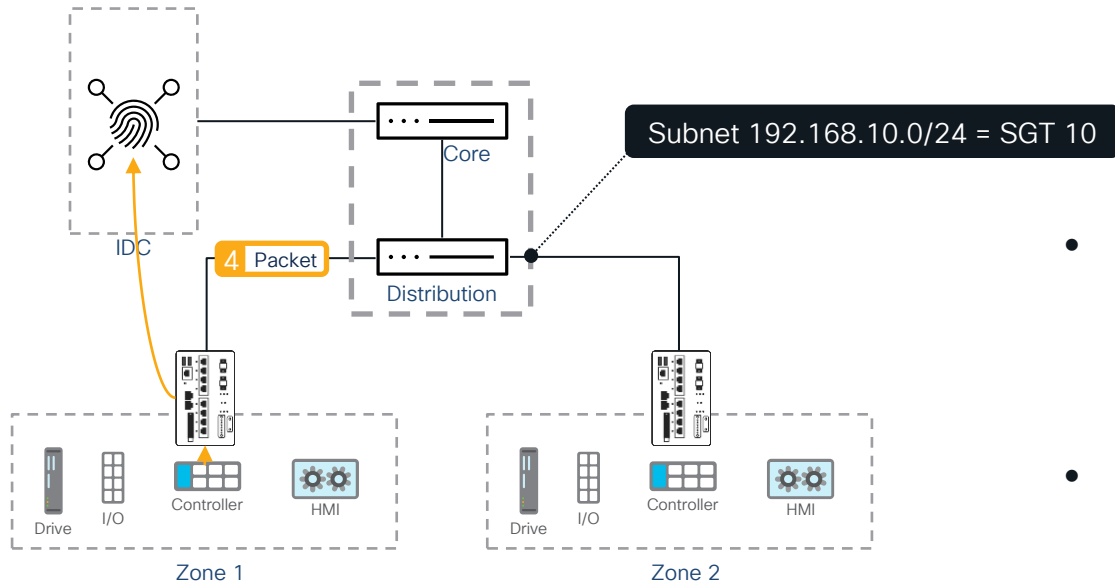 Core
Subnet 192.168.10.0/24 = SGT 10
IDC
4 Packet
Distribution
Drive
I/O
Controller
HMI
Drive
I/O
Controller
HMI
Zone 1
Zone 2